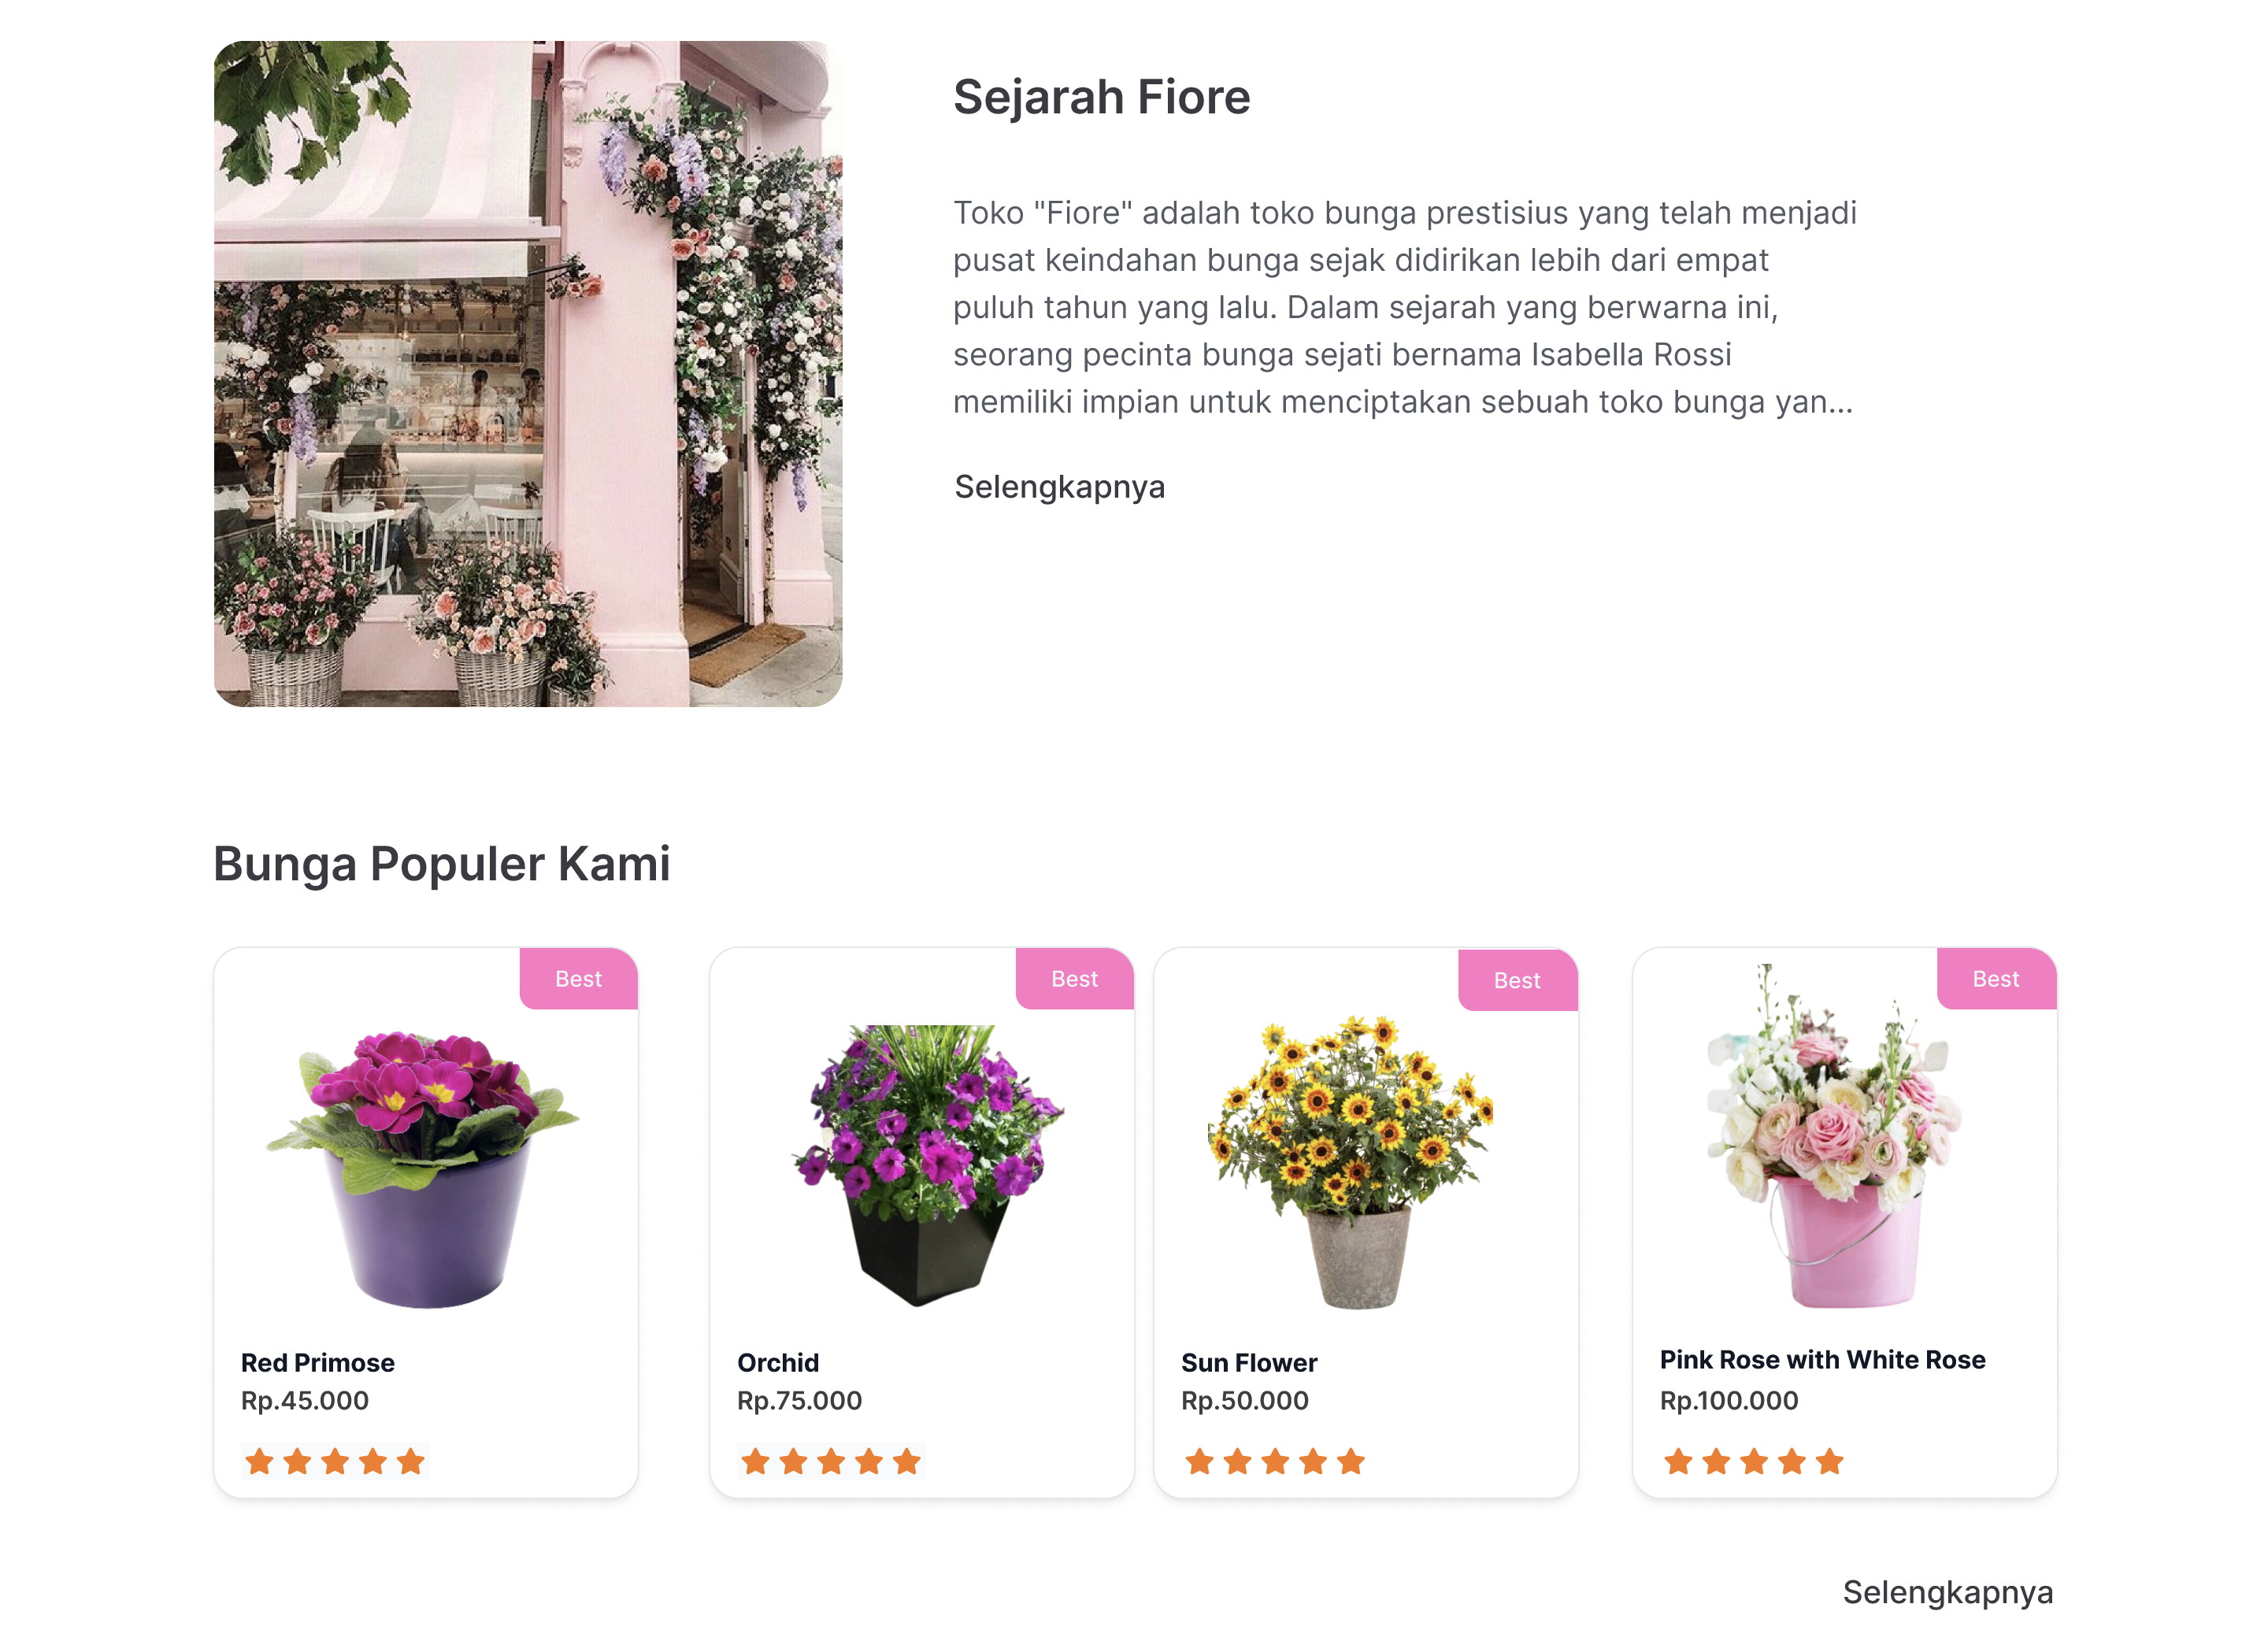 Sejarah Fiore
Toko "Fiore" adalah toko bunga prestisius yang telah menjadi
pusat keindahan bunga sejak didirikan lebih dari empat
puluh tahun yang lalu. Dalam sejarah yang berwarna ini,
seorang pecinta bunga sejati bernama Isabella Rossi
memiliki impian untuk menciptakan sebuah toko bunga yan...
Selengkapnya
Bunga Populer Kami
Best
Red Primose
Rp.45.000
Best
Orchid
Rp.75.000
Best
Sun Flower
Rp.50.000
Best
Pink Rose with White Rose
Rp.100.000
Selengkapnya